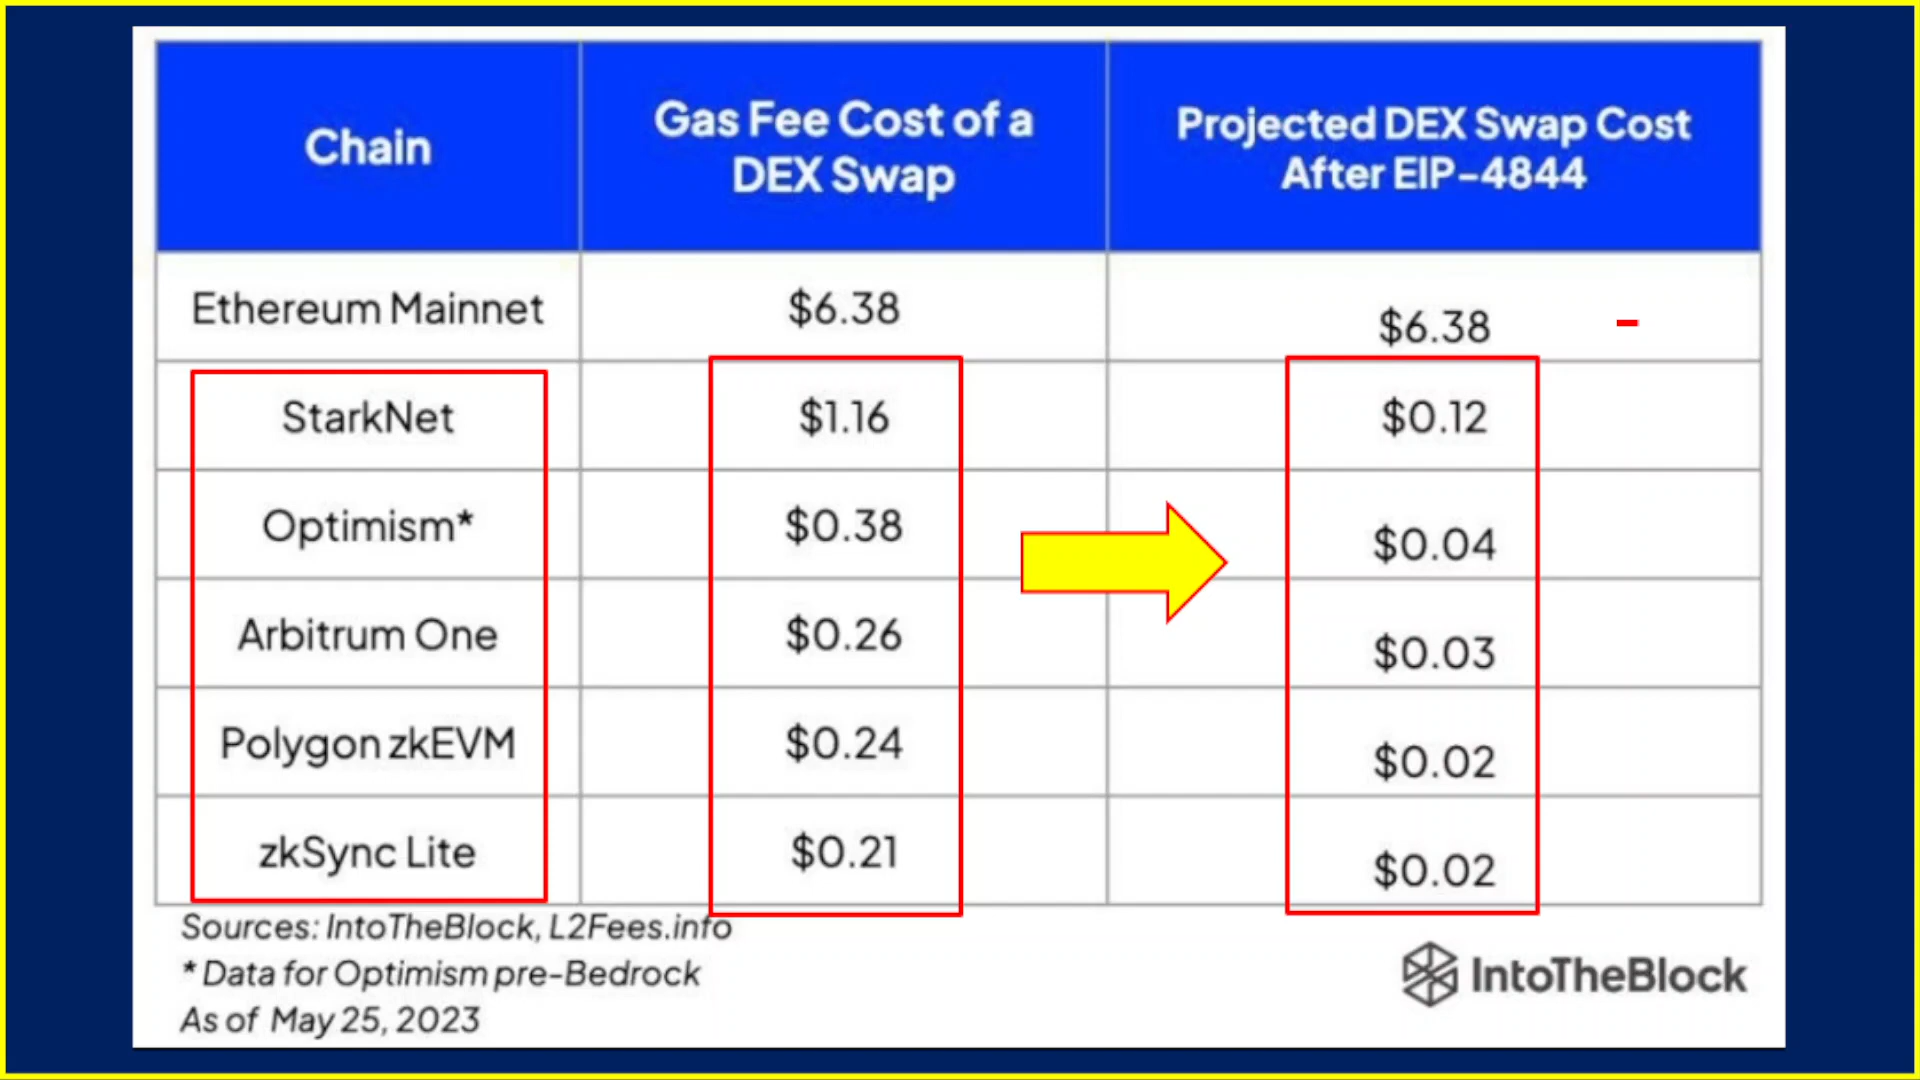 Chain
Gas Fee Cost of a
DEX Swap
Projected DEX Swap Cost
After EIP-4844
Ethereum Mainnet
$6.38
$6.38
StarkNet
$1.16
$0.12
Optimism*
$0.38
$0.04
Arbitrum One
$0.26
$0.03
Polygon zkEVM
$0.24
$0.02
zkSync Lite
$0.21
$0.02
Sources: IntoTheBlock, L2Fees.info
* Data for Optimism pre-Bedrock
As of May 25, 2023
IntoTheBlock